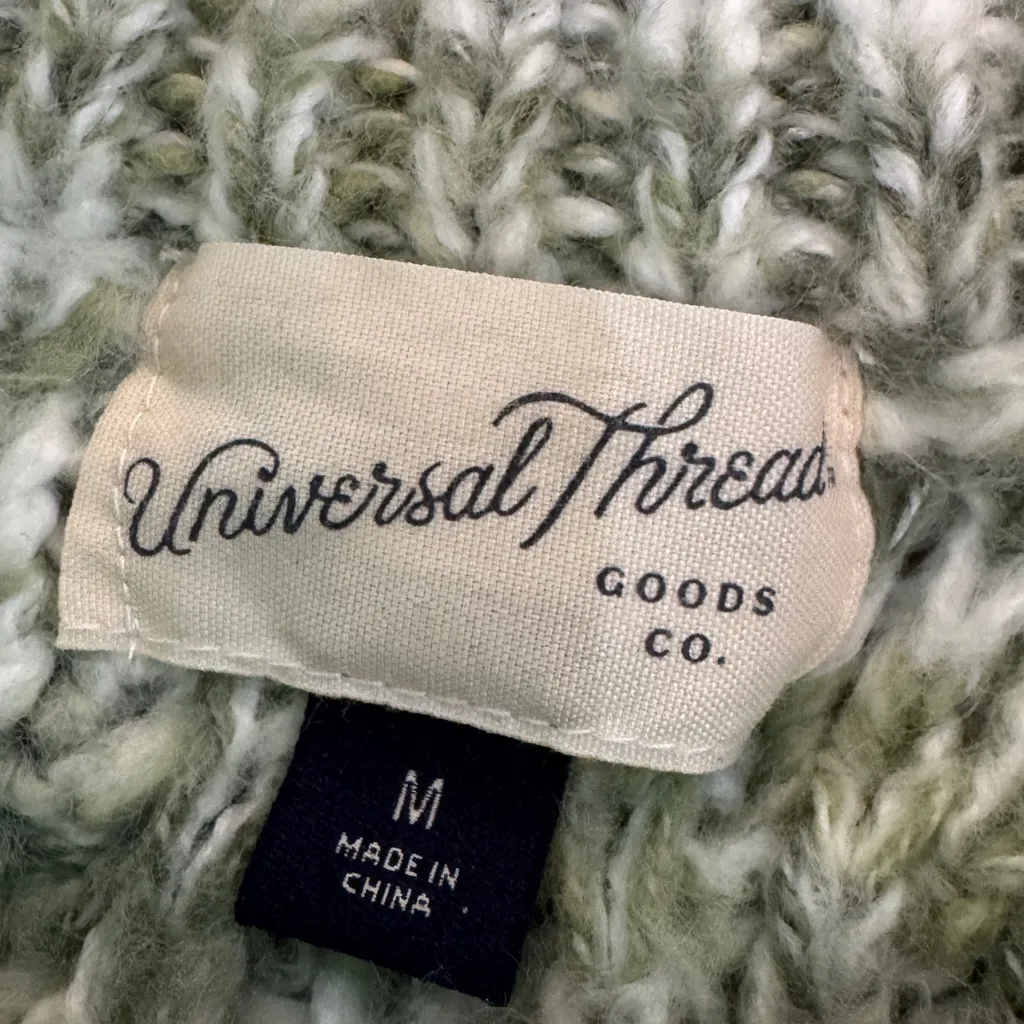 Universal Thread
GOODS
CO.
M
MADE IN
CHINA